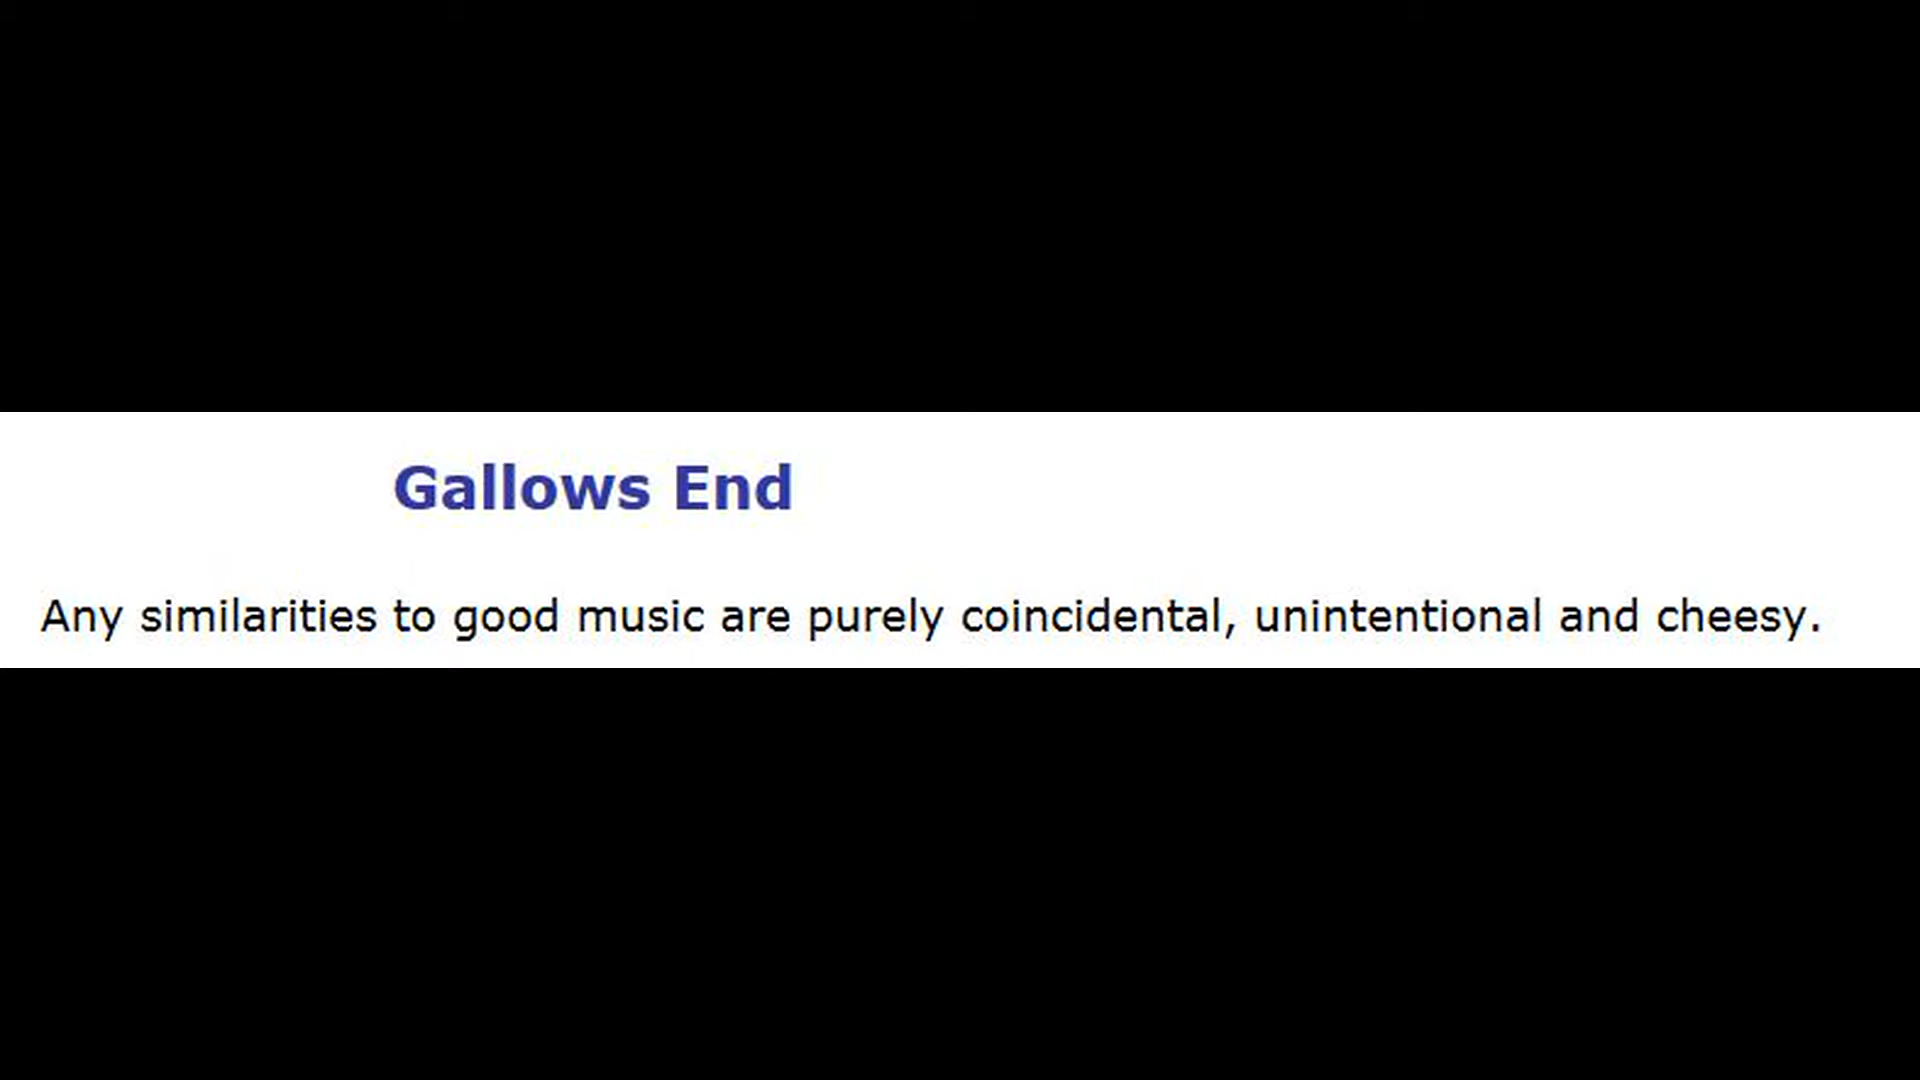 Gallows End
Any similarities to good music are purely coincidental, unintentional and cheesy.